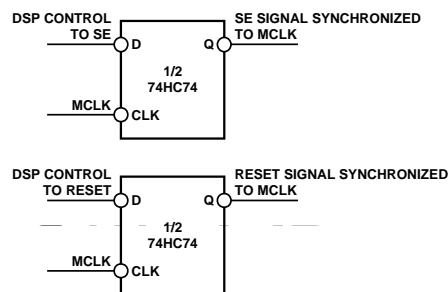 DSP CONTROL TO SE
D
Q
SE SIGNAL SYNCHRONIZED TO MCLK
1/2
74HC74
MCLK
CLK
DSP CONTROL TO RESET
D
Q
RESET SIGNAL SYNCHRONIZED TO MCLK
1/2
74HC74
MCLK
CLK